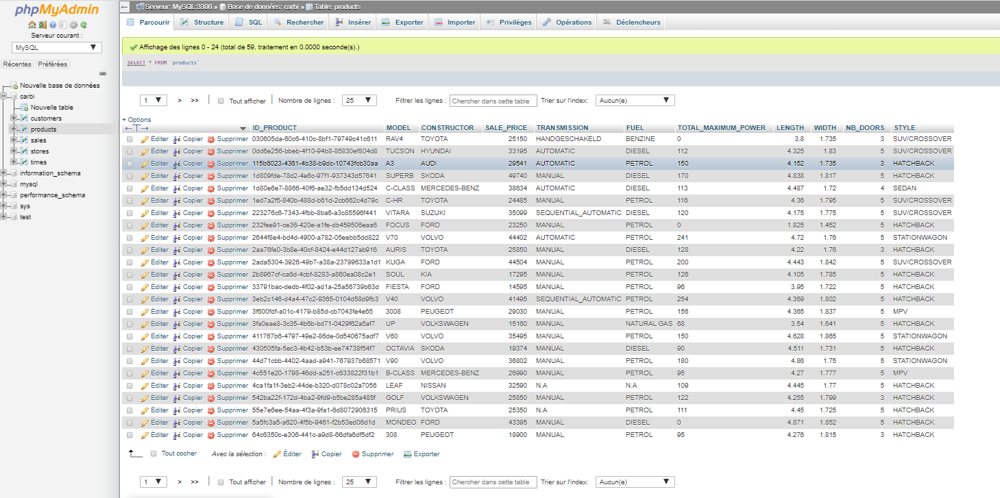 phpMyAdmin
Serveur courant :
MySQL
Récentes Préférées
Nouvelle base de données
carbi
Nouvelle table
customers
products
sales
stores
times
information_schema
mysql
performance_schema
sys
test
Serveur: MySQL:3306 » Base de données: carbi » Table: products
Parcourir Structure SQL Rechercher Insérer Exporter Importer Privilèges Opérations Déclencheurs
Affichage des lignes 0 - 24 (total de 59, traitement en 0,0000 seconde(s).)
SELECT * FROM `products`
1 > >> Tout afficher Nombre de lignes : 25 Filtrer les lignes : Chercher dans cette table Trier sur l'index: Aucun(e)
+ Options
←T→ ID_PRODUCT MODEL CONSTRUCTOR SALE_PRICE TRANSMISSION FUEL TOTAL_MAXIMUM_POWER LENGTH WIDTH NB_DOORS STYLE
Éditer Copier Supprimer 030605da-60c6-410c-8bf1-79749c41c611 RAV4 TOYOTA 25150 HANDGESCHAKELD BENZINE 0 3.8 1.735 3 SUV/CROSSOVER
Éditer Copier Supprimer 0dd6e256-bbeb-4f10-94b8-85830ef804d8 TUCSON HYUNDAI 33195 AUTOMATIC DIESEL 112 4.325 1.83 5 SUV/CROSSOVER
Éditer Copier Supprimer 115b6023-4361-4b38-b9dc-10743fcb30aa A3 AUDI 29541 AUTOMATIC PETROL 150 4.152 1.735 3 HATCHBACK
Éditer Copier Supprimer 1d809fde-78d2-4e6c-97f1-937343d57641 SUPERB SKODA 49740 MANUAL DIESEL 170 4.838 1.817 5 HATCHBACK
Éditer Copier Supprimer 1d80e6e7-8866-40f6-ae32-fb5dd134d524 C-CLASS MERCEDES-BENZ 38634 AUTOMATIC DIESEL 113 4.487 1.72 4 SEDAN
Éditer Copier Supprimer 1ed7a2f5-840b-488d-b61d-2cb662c4d79c C-HR TOYOTA 24485 MANUAL PETROL 116 4.36 1.795 5 SUV/CROSSOVER
Éditer Copier Supprimer 223276c6-7343-4fbb-8ba6-a3c85596f441 VITARA SUZUKI 35099 SEQUENTIAL_AUTOMATIC DIESEL 120 4.175 1.775 5 SUV/CROSSOVER
Éditer Copier Supprimer 232fee91-ce36-420e-a1fe-db459506eaa6 FOCUS FORD 23250 MANUAL PETROL 0 1.825 1.452 5 HATCHBACK
Éditer Copier Supprimer 2644f8e4-bd4d-4900-a782-05eebb5dd822 V70 VOLVO 44402 AUTOMATIC PETROL 241 4.72 1.76 5 STATIONWAGON
Éditer Copier Supprimer 2aa76fe0-3b8e-40cf-8424-e44d127ab916 AURIS TOYOTA 25850 MANUAL DIESEL 128 4.22 1.76 3 HATCHBACK
Éditer Copier Supprimer 2ada5304-3926-49b7-a38a-23799633a1d1 KUGA FORD 44504 MANUAL PETROL 200 4.443 1.842 5 SUV/CROSSOVER
Éditer Copier Supprimer 2b8967cf-ca6d-4cbf-8283-a860ea08c2e1 SOUL KIA 17295 MANUAL PETROL 126 4.105 1.785 5 HATCHBACK
Éditer Copier Supprimer 33791bac-dedb-4f02-ad1a-25a56739b63d FIESTA FORD 14595 MANUAL PETROL 96 3.95 1.722 5 HATCHBACK
Éditer Copier Supprimer 3eb2c146-d4a4-47c2-9365-0104d58d9fb3 V40 VOLVO 41495 SEQUENTIAL_AUTOMATIC PETROL 254 4.369 1.802 5 HATCHBACK
Éditer Copier Supprimer 3f600fdf-a01c-4179-b85d-cb7043fe4e65 3008 PEUGEOT 29030 MANUAL PETROL 156 4.365 1.837 5 MPV
Éditer Copier Supprimer 3fa0eae8-3c35-4b6b-bd71-0429f62a5af7 UP VOLKSWAGEN 15160 MANUAL NATURAL GAS 68 3.54 1.641 5 HATCHBACK
Éditer Copier Supprimer 411767b6-4797-49e2-86de-0d540675adf7 V60 VOLVO 35495 MANUAL PETROL 150 4.628 1.865 5 STATIONWAGON
Éditer Copier Supprimer 430505fa-5ec3-4b42-b53b-ee74738f54f7 OCTAVIA SKODA 19374 MANUAL DIESEL 90 4.511 1.731 5 HATCHBACK
Éditer Copier Supprimer 44d71cbb-4402-4aad-a941-767937b68571 V90 VOLVO 36802 MANUAL PETROL 180 4.86 1.75 5 STATIONWAGON
Éditer Copier Supprimer 4c551e20-1798-46dd-a251-c633822f31b1 B-CLASS MERCEDES-BENZ 26990 MANUAL PETROL 95 4.27 1.777 5 MPV
Éditer Copier Supprimer 4ca1fa1f-3eb2-44de-b320-d078c02a7056 LEAF NISSAN 32590 N.A N.A 109 4.445 1.77 5 HATCHBACK
Éditer Copier Supprimer 542ba22f-172d-4ba2-9fd9-b5be285a485f GOLF VOLKSWAGEN 25850 MANUAL PETROL 122 4.255 1.799 3 HATCHBACK
Éditer Copier Supprimer 55e7e6ee-54aa-4f3a-9fa1-6d8072906315 PRIUS TOYOTA 25350 N.A PETROL 111 4.45 1.725 5 HATCHBACK
Éditer Copier Supprimer 5a5fc3a5-a620-4f5b-9461-f2b53ed06d1d MONDEO FORD 43395 MANUAL DIESEL 0 4.871 1.852 5 HATCHBACK
Éditer Copier Supprimer 64c6350c-e306-441c-a9d8-66dfa6df5df2 308 PEUGEOT 18900 MANUAL PETROL 95 4.276 1.815 3 HATCHBACK
Tout cocher Avec la sélection : Éditer Copier Supprimer Exporter
1 > >> Tout afficher Nombre de lignes : 25 Filtrer les lignes : Chercher dans cette table Trier sur l'index: Aucun(e)